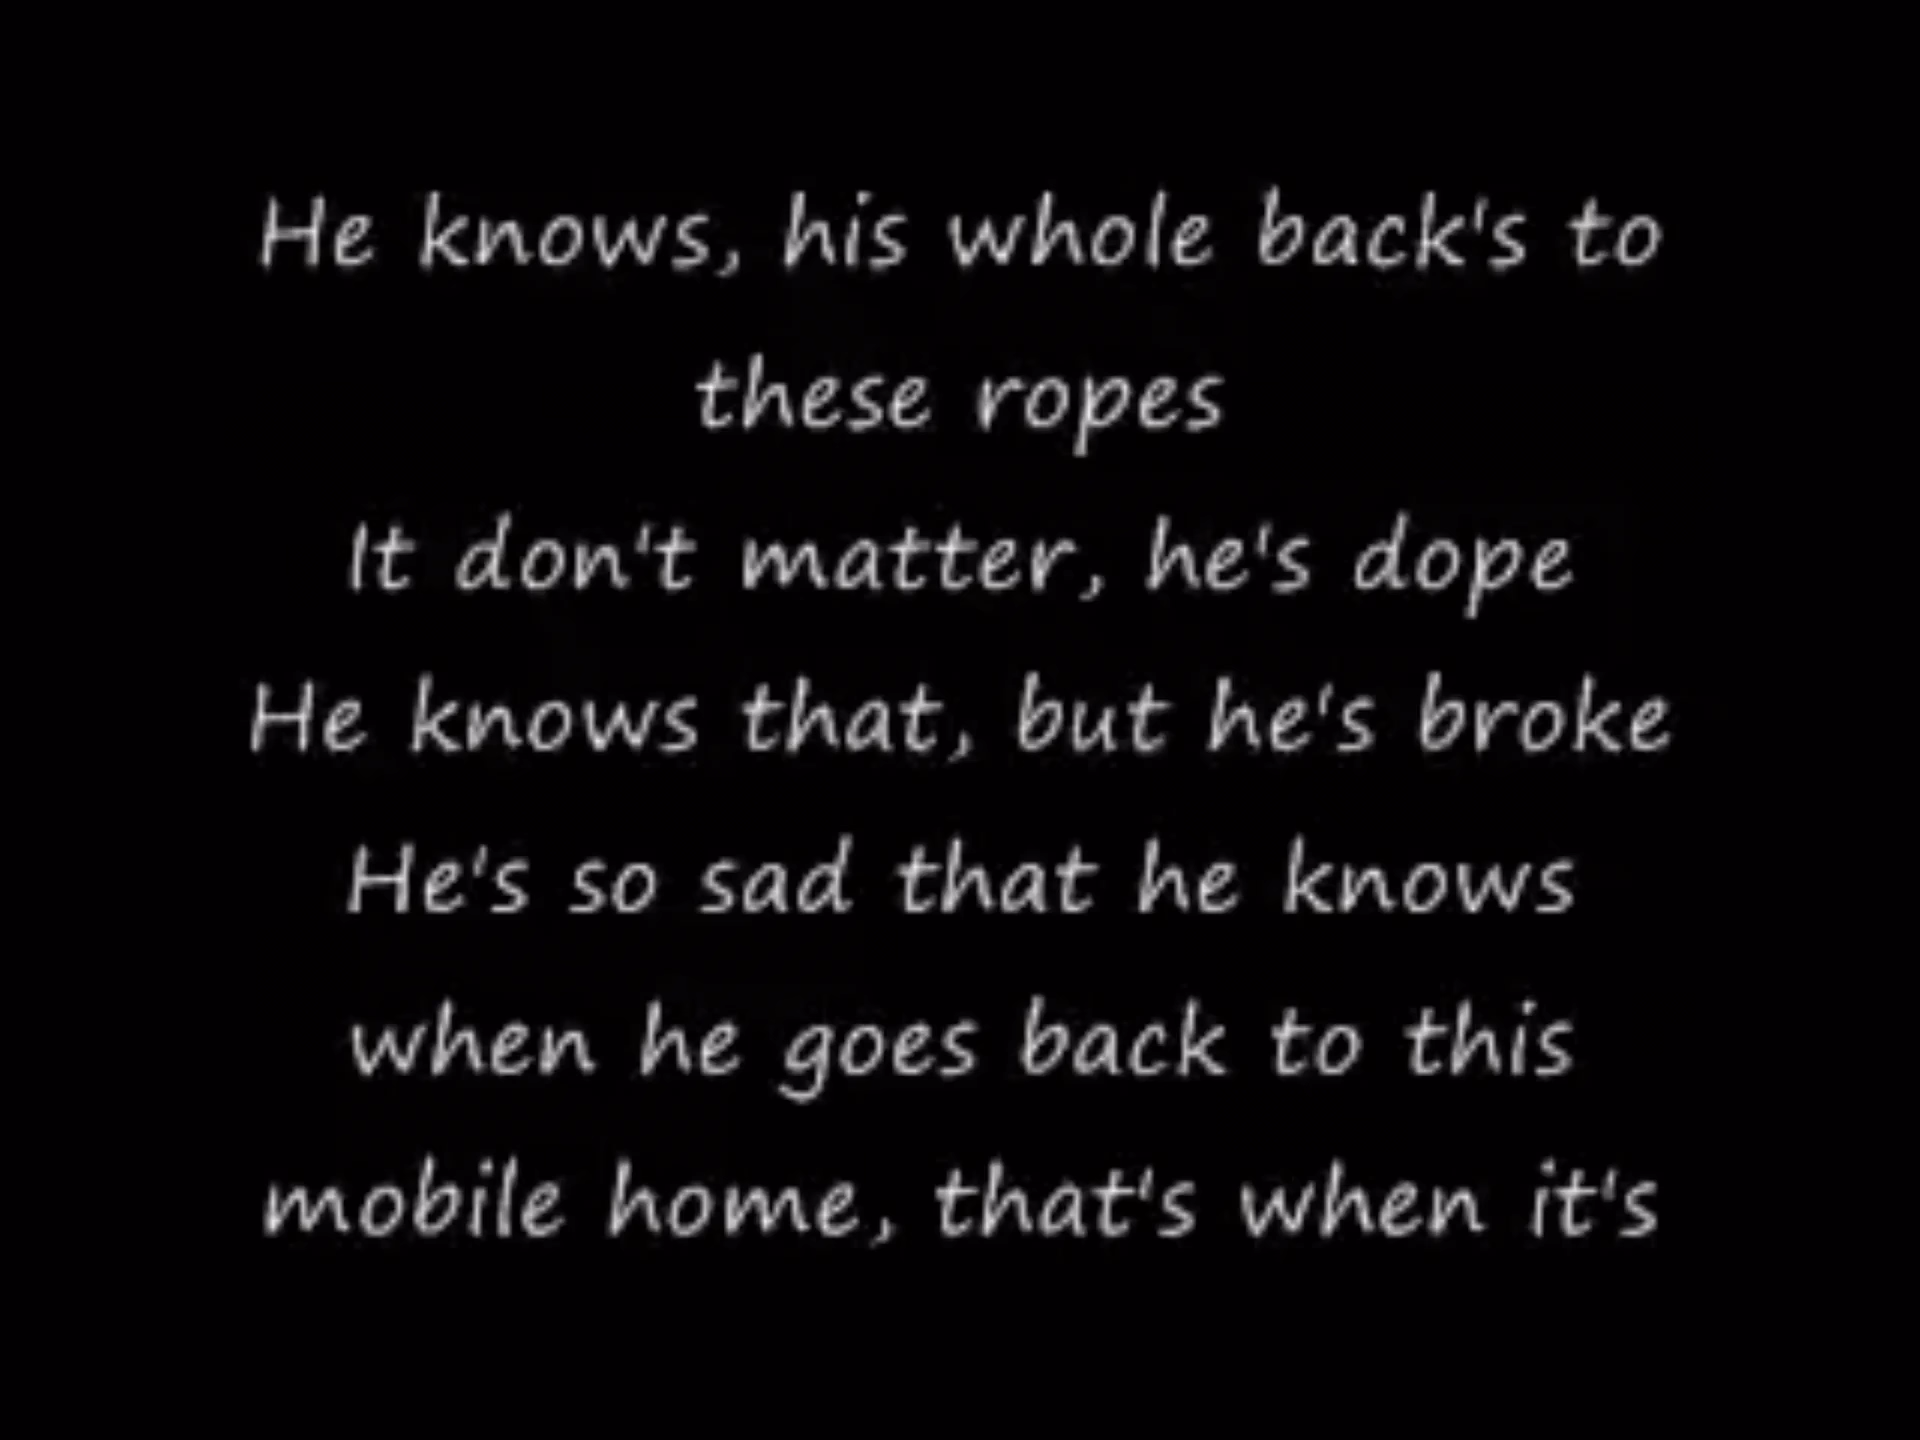 He knows, his whole back's to
these ropes
It don't matter, he's dope
He knows that, but he's broke
He's so sad that he knows
when he goes back to this
mobile home, that's when it's